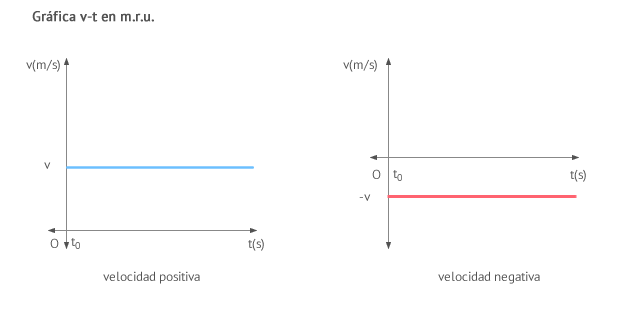 Gráfica v-t en m.r.u.
v(m/s)
v
O
t0
t(s)
velocidad positiva
v(m/s)
O
t0
t(s)
-v
velocidad negativa